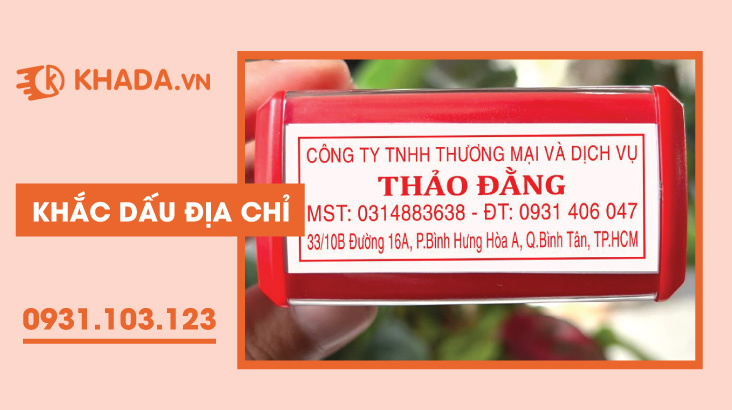 KHADA.VN
KHẮC DẤU ĐỊA CHỈ
0931.103.123
CÔNG TY TNHH THƯƠNG MẠI VÀ DỊCH VỤ
THẢO ĐẰNG
MST: 0314883638 - ĐT: 0931 406 047
33/10B Đường 16A, P.Bình Hưng Hòa A, Q.Bình Tân, TP.HCM